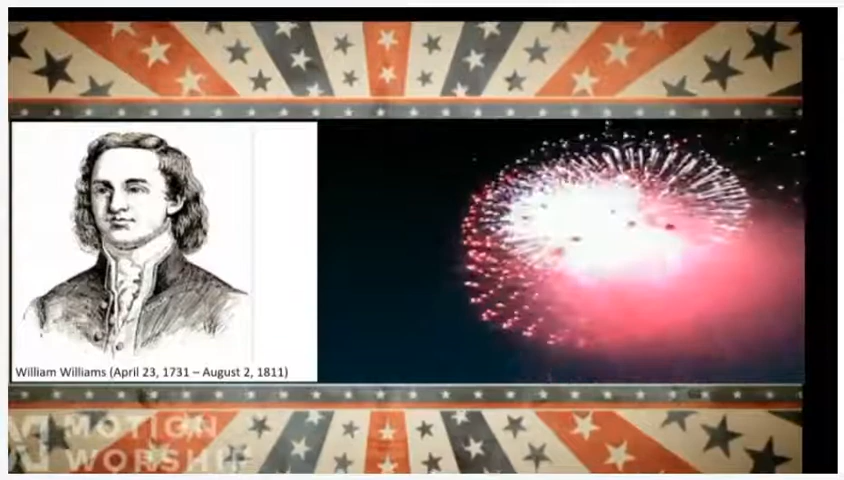 William Williams (April 23, 1731 – August 2, 1811)
MOTION
WORSHIP